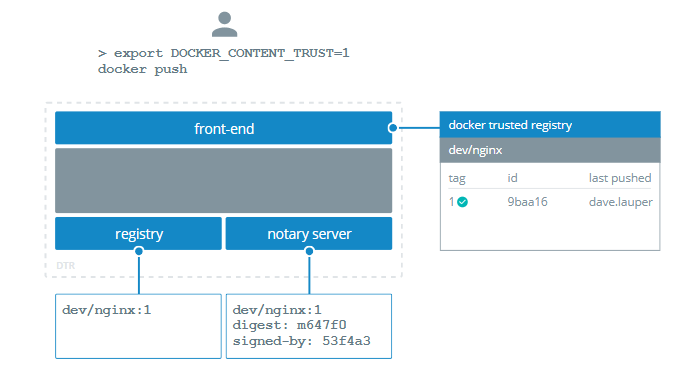 > export DOCKER_CONTENT_TRUST=1
docker push
front-end
docker trusted registry
dev/nginx
tag id last pushed
1 9baa16 dave.lauper
registry notary server
DTR
dev/nginx:1
dev/nginx:1
digest: m647f0
signed-by: 53f4a3